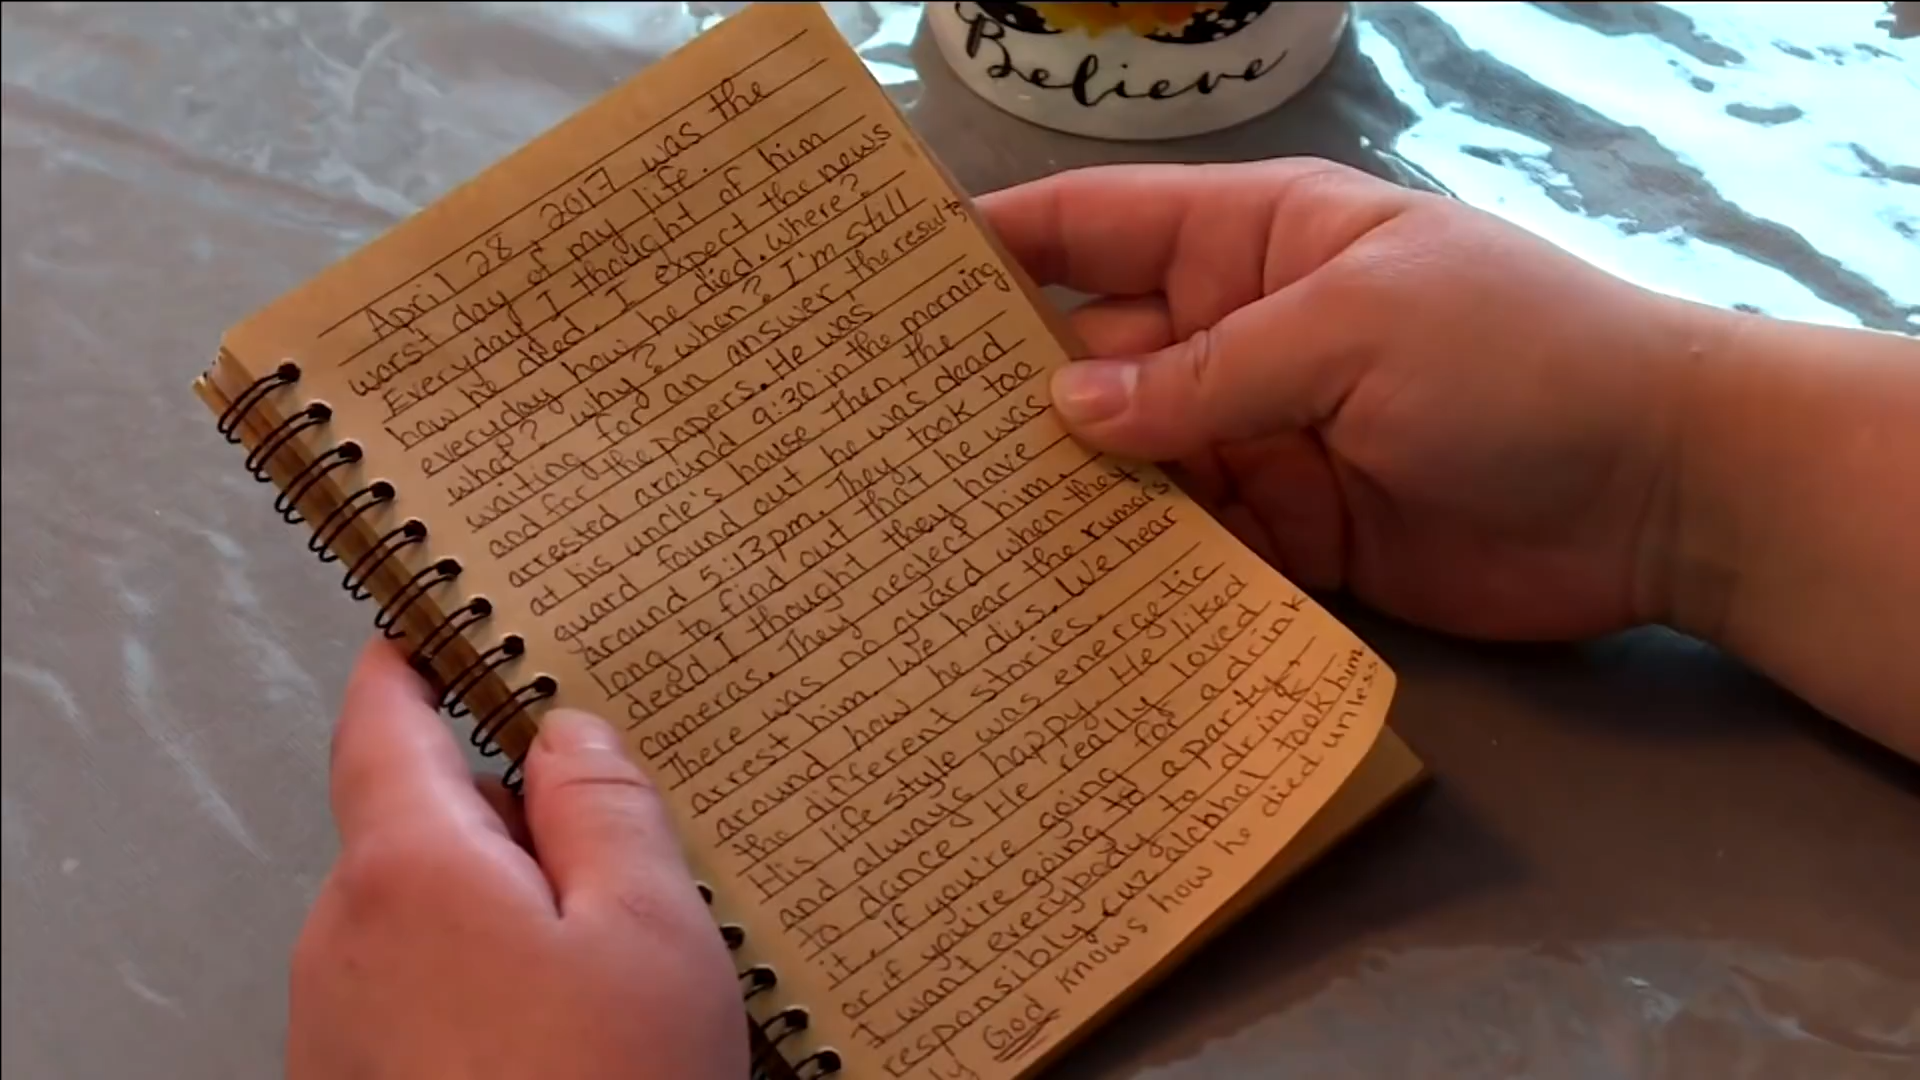 Believe
April 28, 2017 was the
worst day of my life.
Everyday I thought of him
how he died. I expect the news
everyday how he died. Where?
What? Why? When? I'm still
waiting for an answer, the results
and for the papers. He was
arrested around 9:30 in the morning
at his uncle's house then, the
guard found out he was dead
around 5:13pm. They took too
long to find out that he was
dead. I thought they have
cameras. They neglect him.
There was no guard when they
arrest him. We hear the rumors
around how he dies. We hear
the different stories.
His life style was energetic
and always happy. He liked
to dance. He really loved
it. If you're going for a drink
or if you're going to a party
I want everybody to drink
responsibly cuz alchhol took him
ly God knows how he died unless